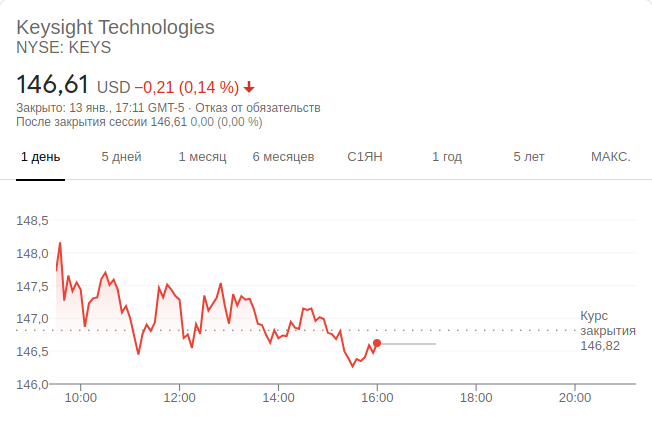 Keysight Technologies
NYSE: KEYS
146,61 USD −0,21 (0,14 %)
Закрыто: 13 янв., 17:11 GMT-5 · Отказ от обязательств
После закрытия сессии 146,61 0,00 (0,00 %)
1 день 5 дней 1 месяц 6 месяцев С1ЯН 1 год 5 лет МАКС.
148,5
148,0
147,5
147,0
146,5
146,0
Курс
закрытия
146,82
10:00 12:00 14:00 16:00 18:00 20:00